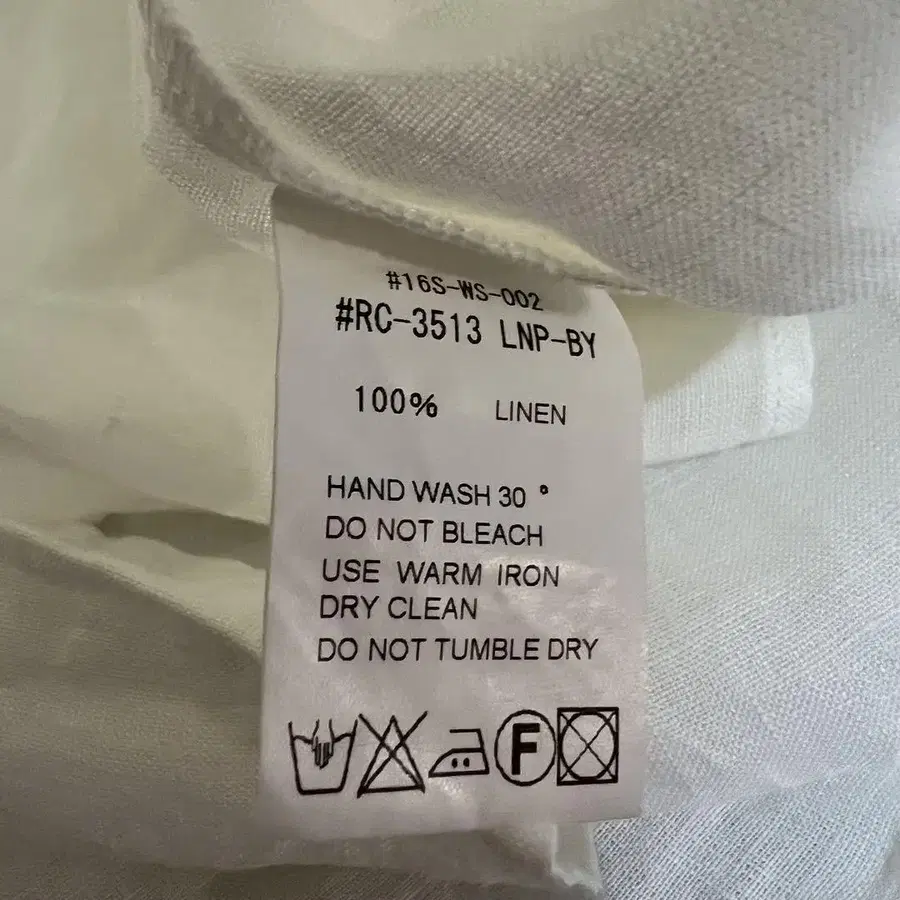 #16S-WS-002
#RC-3513 LNP-BY
100% LINEN
HAND WASH 30 °
DO NOT BLEACH
USE WARM IRON
DRY CLEAN
DO NOT TUMBLE DRY
F